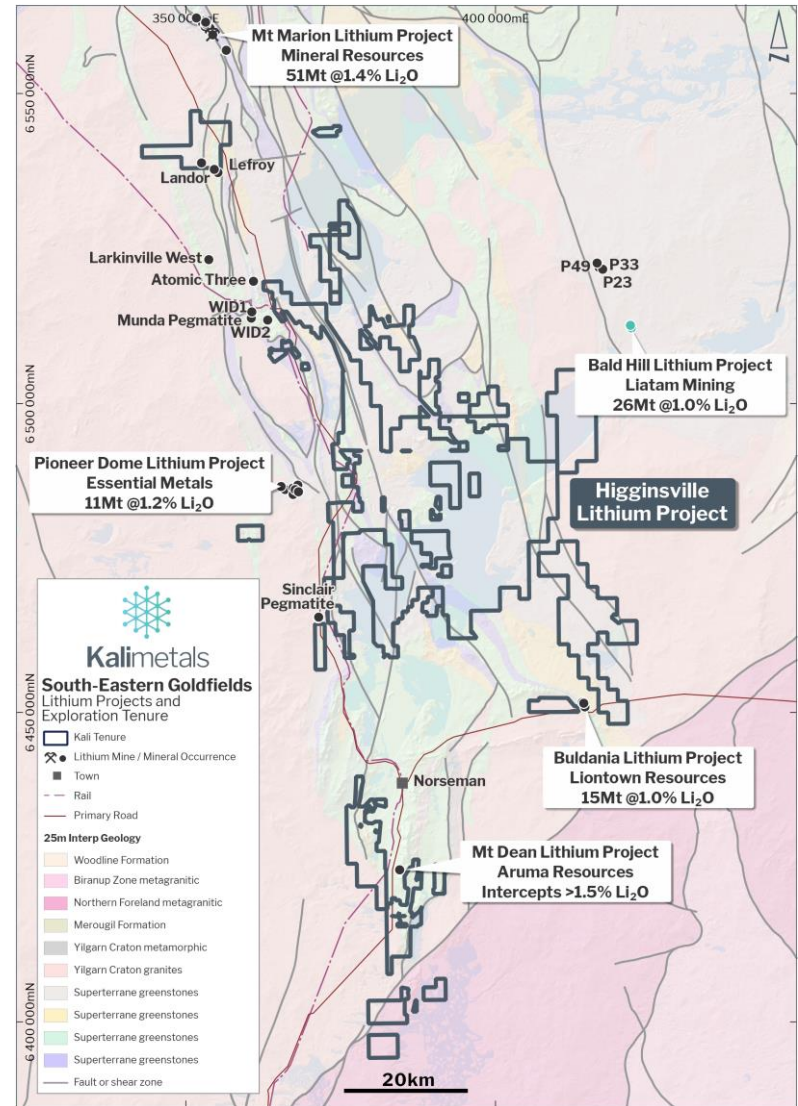 350 000mE
400 000mE
Mt Marion Lithium Project
Mineral Resources
51Mt @1.4% Li₂O
Z
6 550 000mN
Lefroy
Landor
Larkinville West
Atomic Three
WID1
Munda Pegmatite
WID2
P49
P33
P23
Bald Hill Lithium Project
Liatam Mining
26Mt @1.0% Li₂O
6 500 000mN
Pioneer Dome Lithium Project
Essential Metals
11Mt @1.2% Li₂O
Higginsville
Lithium Project
Sinclair
Pegmatite
6 450 000mN
Buldania Lithium Project
Liontown Resources
15Mt @1.0% Li₂O
Norseman
Mt Dean Lithium Project
Aruma Resources
Intercepts >1.5% Li₂O
6 400 000mN
20km
Kalimetals
South-Eastern Goldfields
Lithium Projects and
Exploration Tenure
Kali Tenure
Lithium Mine / Mineral Occurrence
Town
Rail
Primary Road
25m Interp Geology
Woodline Formation
Biranup Zone metagranitic
Northern Foreland metagranitic
Merougil Formation
Yilgarn Craton metamorphic
Yilgarn Craton granites
Superterrane greenstones
Superterrane greenstones
Superterrane greenstones
Superterrane greenstones
Fault or shear zone